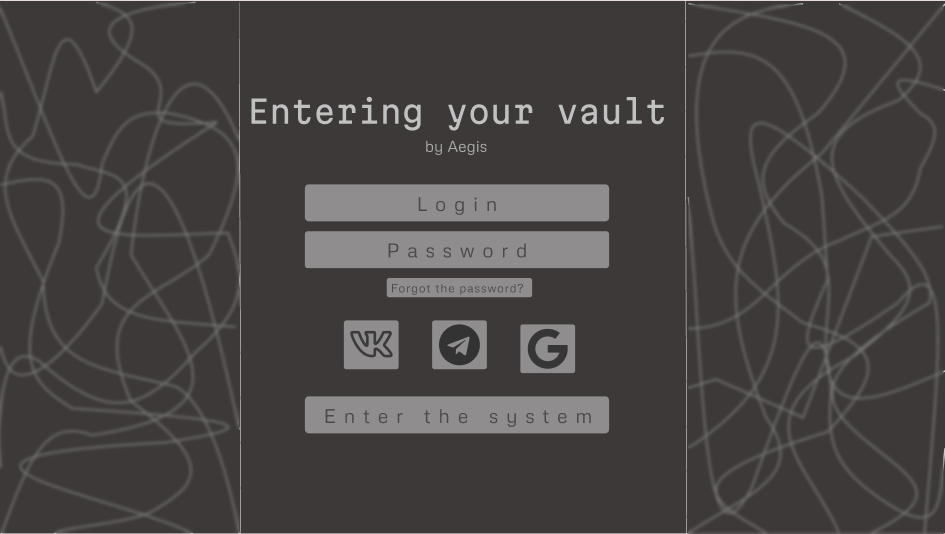 Entering your vault
by Aegis
Login
Password
Forgot the password?
Enter the system